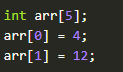 int arr[5];
arr[0] = 4;
arr[1] = 12;